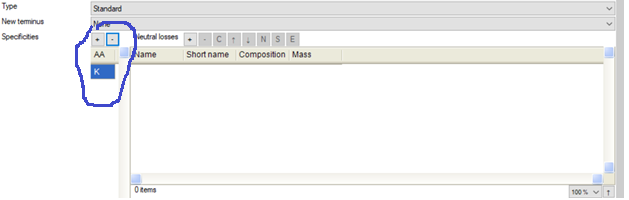 Type Standard
New terminus None
Specificities + - Neutral losses + - C ↑ ↓ N S E
AA Name Short name Composition Mass
K
0 items 100 % ↑